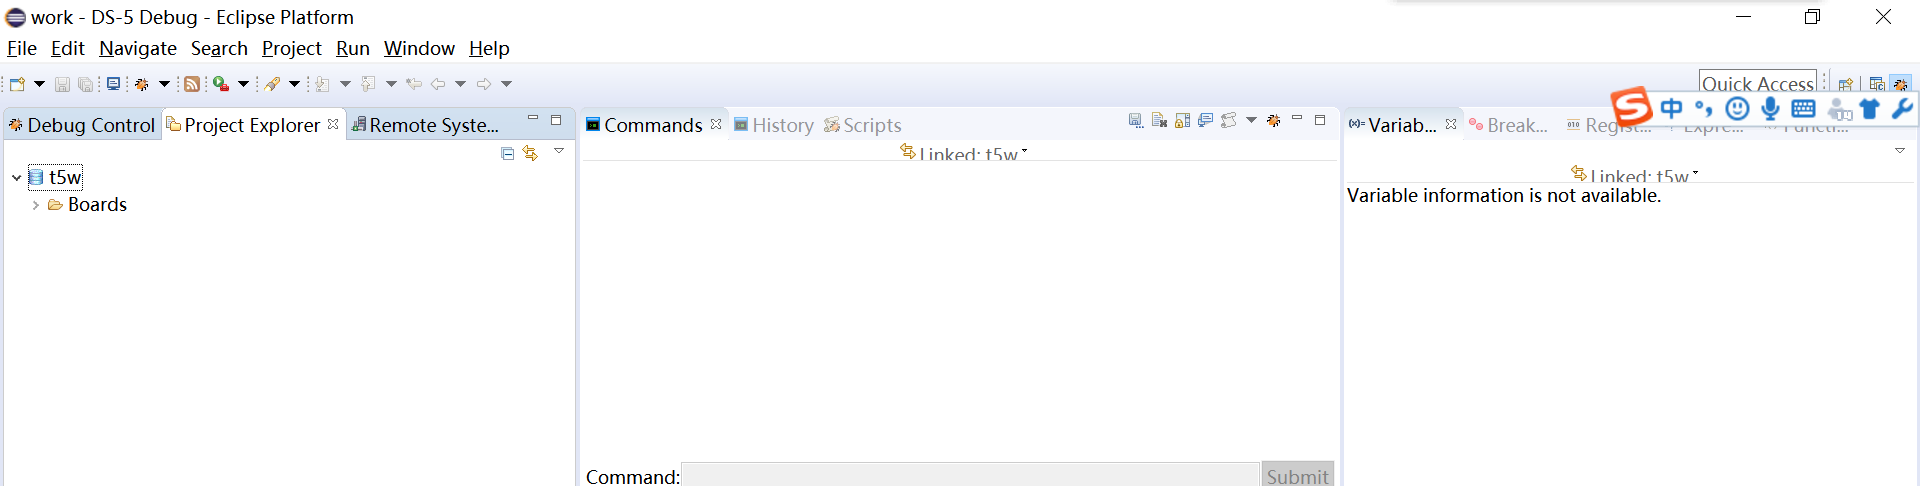 work - DS-5 Debug - Eclipse Platform
File Edit Navigate Search Project Run Window Help
Quick Access
中
Debug Control Project Explorer Remote Syste... Commands History Scripts Variab... Break... Regist... Expre... Functi...
Linked: t5w
Linked: t5w
t5w
Variable information is not available.
Boards
Command: Submit